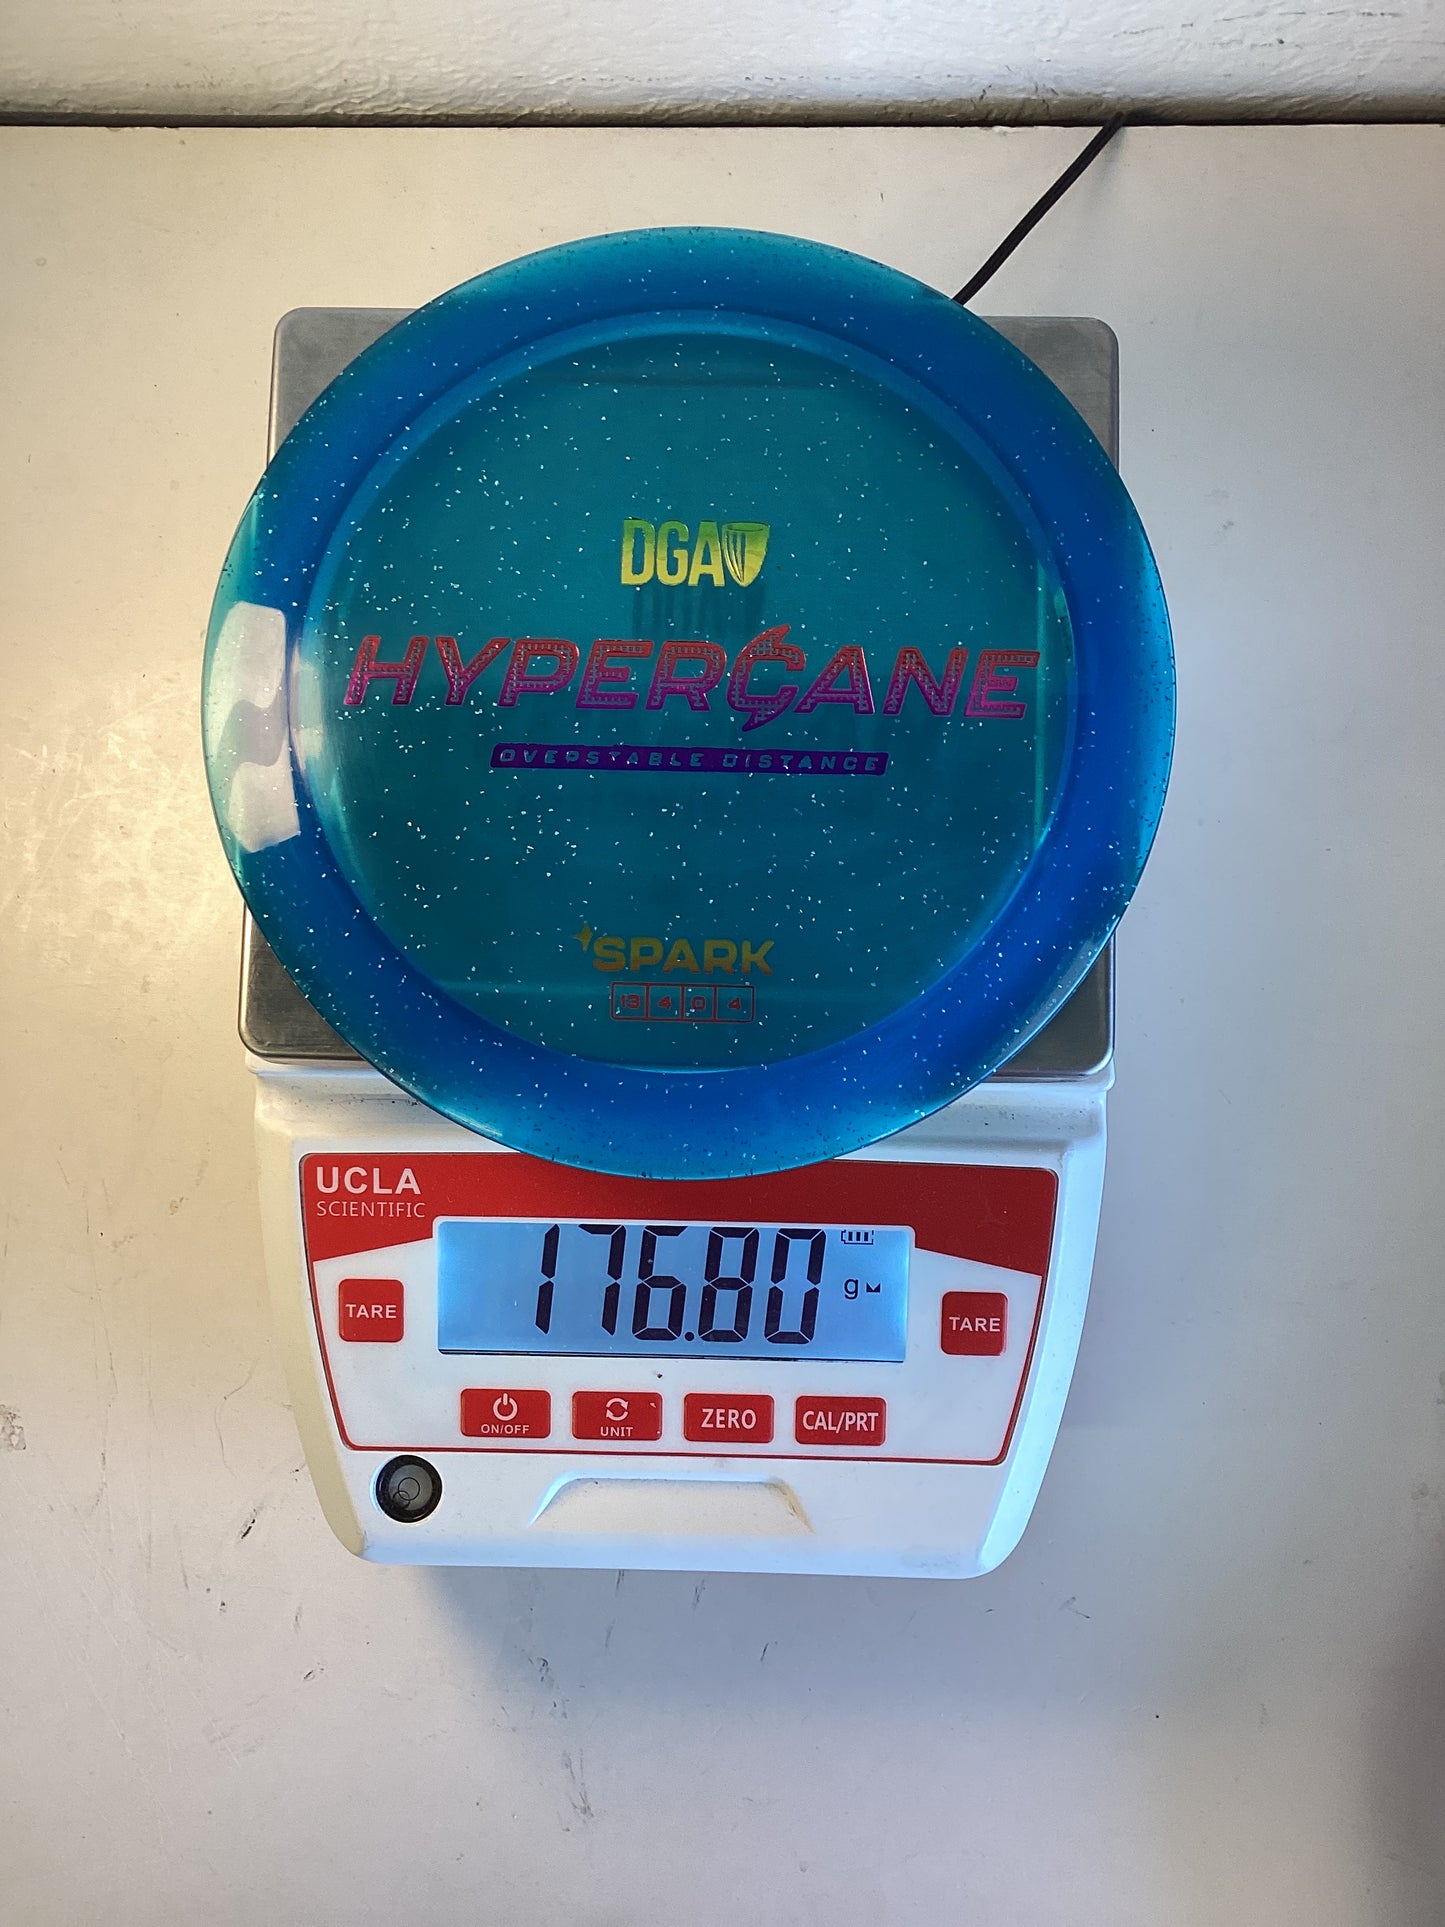 DGA
HYPERCANE
OVERSTABLE DISTANCE
SPARK
13 4 0 4
UCLA
SCIENTIFIC
176.80 g
TARE
TARE
ON/OFF
UNIT
ZERO
CAL/PRT